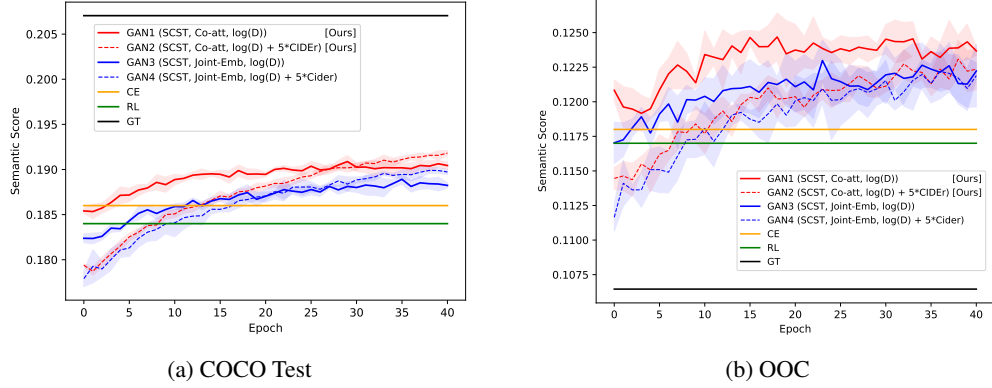 0.205
0.200
0.195
0.190
0.185
0.180
Semantic Score
GAN1 (SCST, Co-att, log(D)) [Ours]
GAN2 (SCST, Co-att, log(D) + 5*CIDEr) [Ours]
GAN3 (SCST, Joint-Emb, log(D))
GAN4 (SCST, Joint-Emb, log(D) + 5*Cider)
CE
RL
GT
0 5 10 15 20 25 30 35 40
Epoch
(a) COCO Test
0.1250
0.1225
0.1200
0.1175
0.1150
0.1125
0.1100
0.1075
Semantic Score
GAN1 (SCST, Co-att, log(D)) [Ours]
GAN2 (SCST, Co-att, log(D) + 5*CIDEr) [Ours]
GAN3 (SCST, Joint-Emb, log(D))
GAN4 (SCST, Joint-Emb, log(D) + 5*Cider)
CE
RL
GT
0 5 10 15 20 25 30 35 40
Epoch
(b) OOC